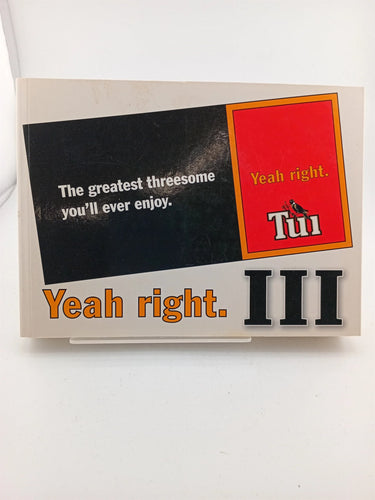 The greatest threesome
you'll ever enjoy.
Yeah right.
Tui
Yeah right. III